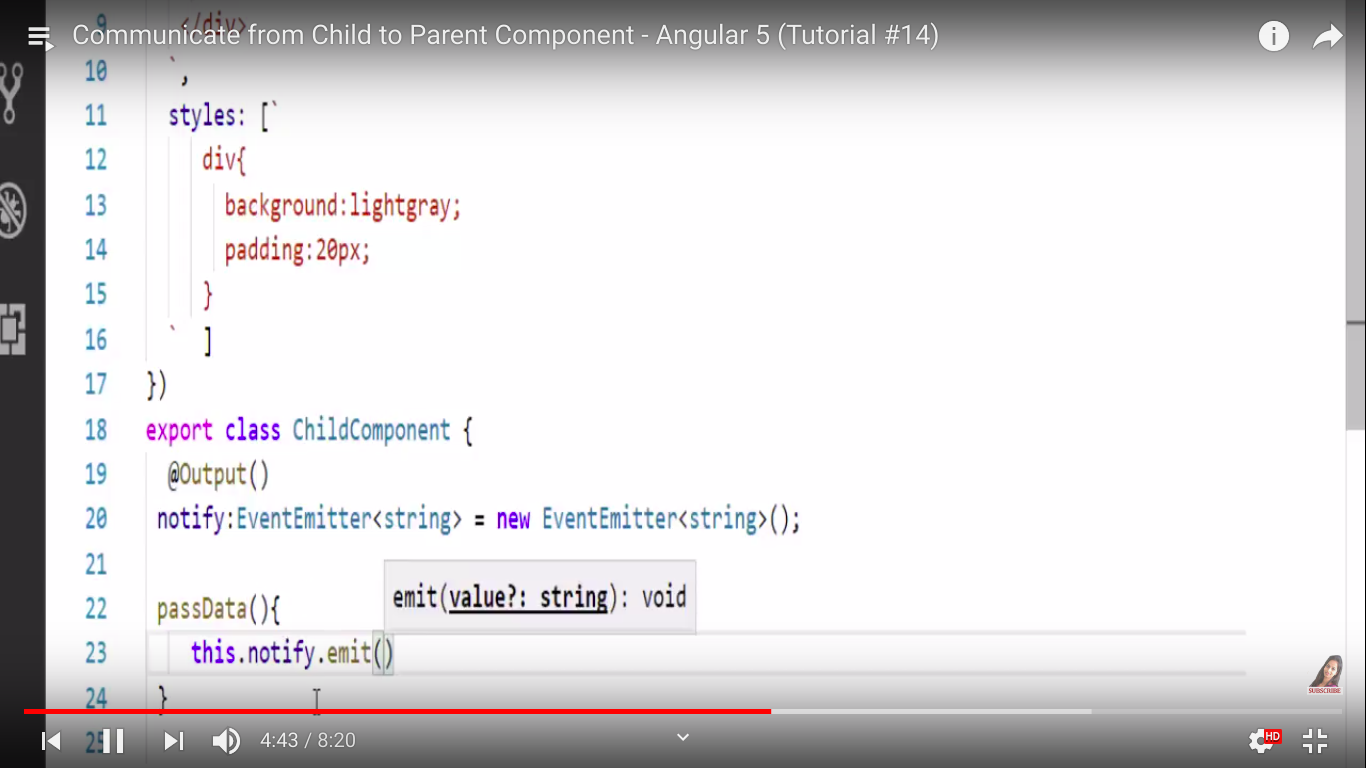 9 </div>
Communicate from Child to Parent Component - Angular 5 (Tutorial #14)
10 `,
11 styles: [`
12 div{
13 background:lightgray;
14 padding:20px;
15 }
16 ` ]
17 })
18 export class ChildComponent {
19 @Output()
20 notify:EventEmitter<string> = new EventEmitter<string>();
21
emit(value?: string): void
22 passData(){
23 this.notify.emit()
24 }
SUBSCRIBE
25
4:43 / 8:20
HD